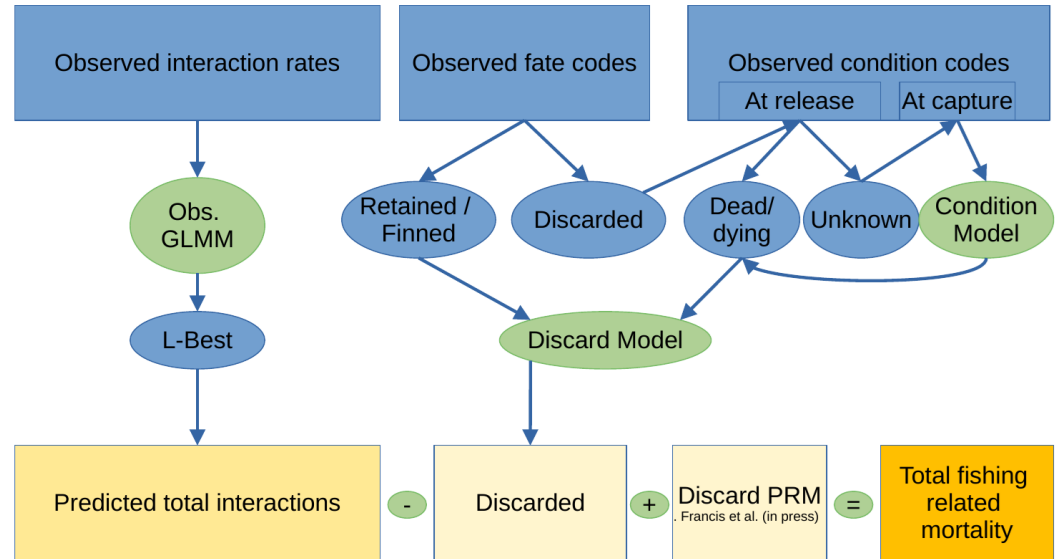 Observed interaction rates
Observed fate codes
Observed condition codes
At release
At capture
Obs.
GLMM
Retained /
Finned
Discarded
Dead/
dying
Unknown
Condition
Model
L-Best
Discard Model
Predicted total interactions
-
Discarded
+
Discard PRM
. Francis et al. (in press)
=
Total fishing
related
mortality